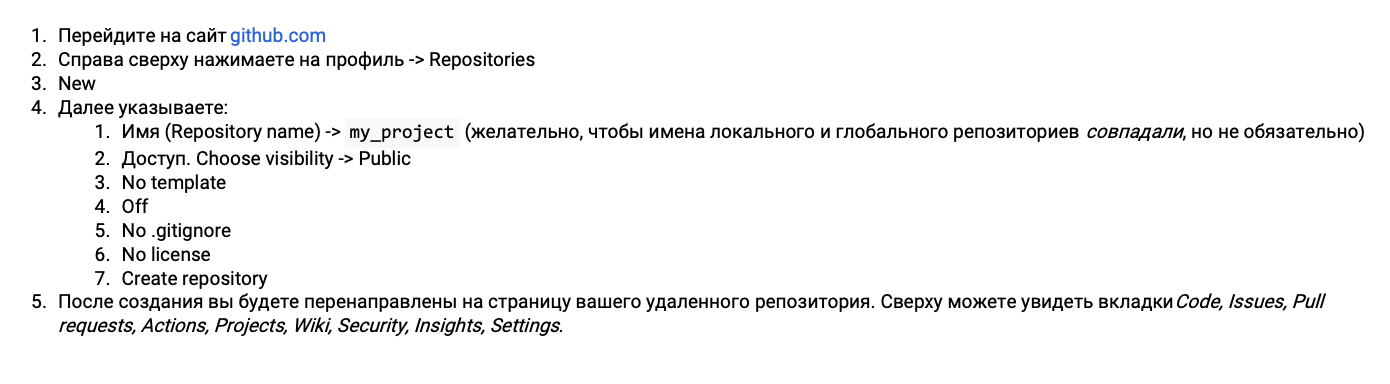 1. Перейдите на сайт github.com
2. Справа сверху нажимаете на профиль -> Repositories
3. New
4. Далее указываете:
1. Имя (Repository name) -> my_project (желательно, чтобы имена локального и глобального репозиториев совпадали, но не обязательно)
2. Доступ. Choose visibility -> Public
3. No template
4. Off
5. No .gitignore
6. No license
7. Create repository
5. После создания вы будете перенаправлены на страницу вашего удаленного репозитория. Сверху можете увидеть вкладки Code, Issues, Pull
requests, Actions, Projects, Wiki, Security, Insights, Settings.